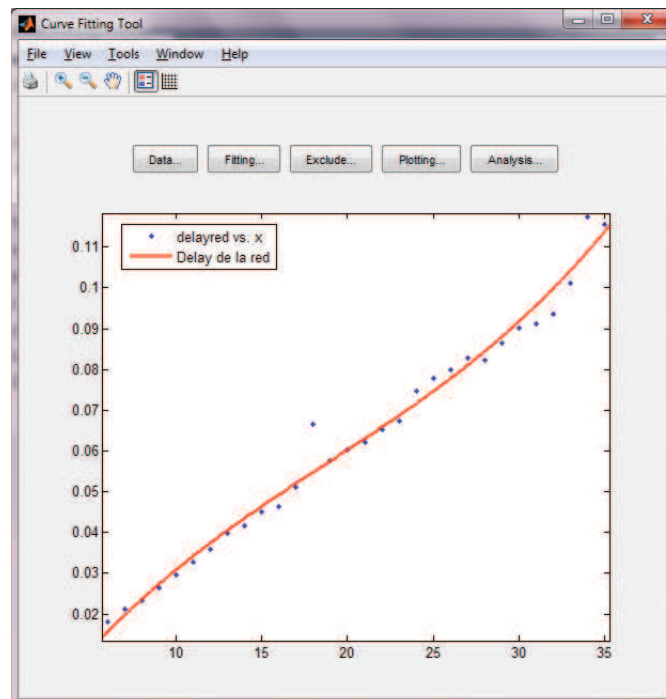 Curve Fitting Tool
File View Tools Window Help
Data... Fitting... Exclude... Plotting... Analysis...
delayred vs. x
Delay de la red
0.11
0.1
0.09
0.08
0.07
0.06
0.05
0.04
0.03
0.02
10 15 20 25 30 35